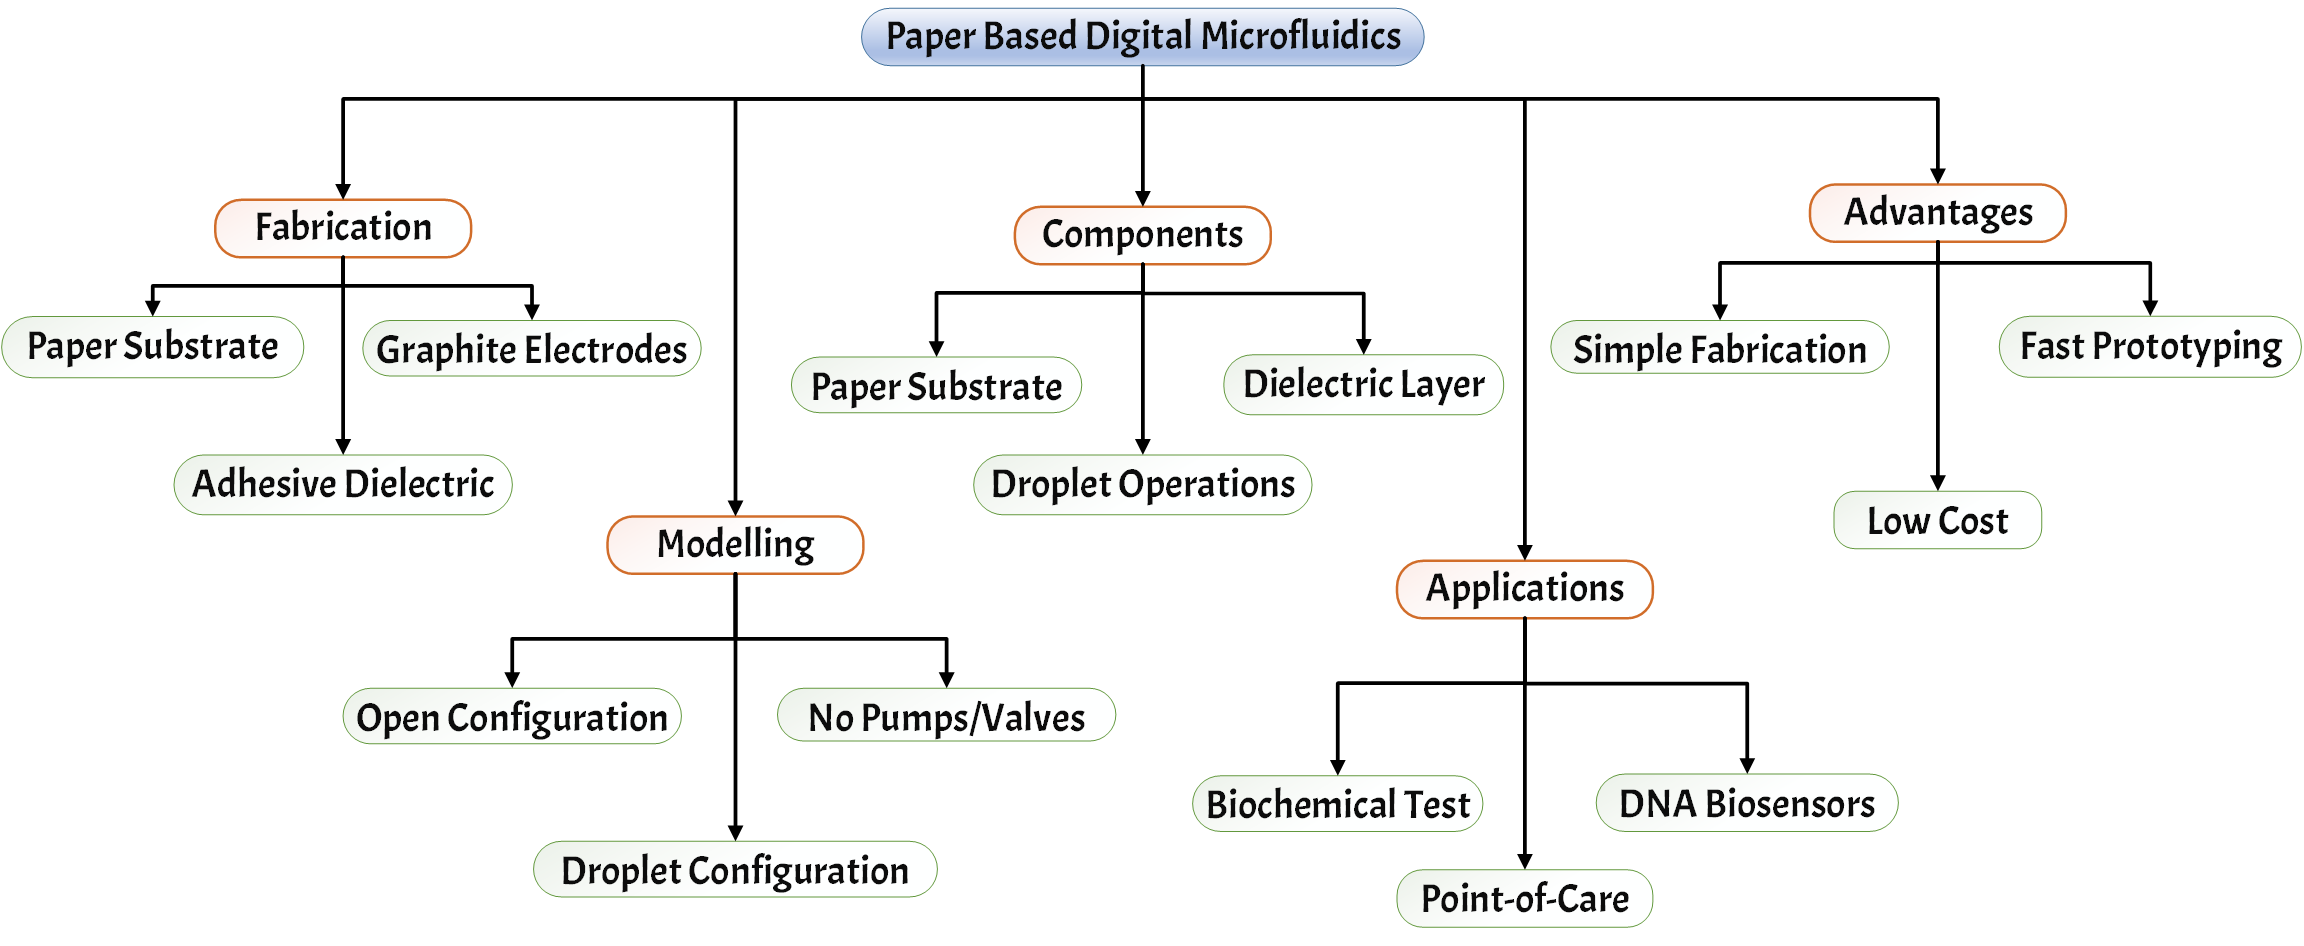 Paper Based Digital Microfluidics
Fabrication
Paper Substrate
Graphite Electrodes
Adhesive Dielectric
Modelling
Open Configuration
No Pumps/Valves
Droplet Configuration
Components
Paper Substrate
Dielectric Layer
Droplet Operations
Applications
Biochemical Test
DNA Biosensors
Point-of-Care
Advantages
Simple Fabrication
Fast Prototyping
Low Cost